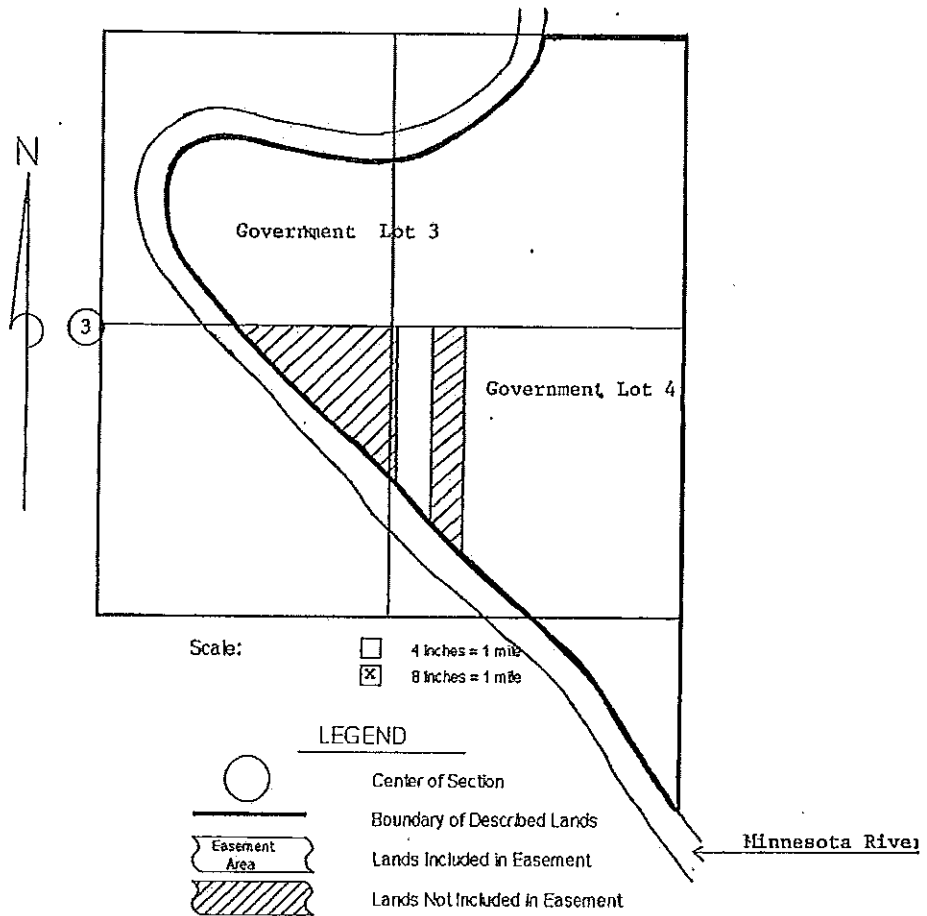 N
Government Lot 3
3
Government Lot 4
Scale:
4 Inches = 1 mile
X 8 Inches = 1 mile
LEGEND
Center of Section
Boundary of Described Lands
Easement
Area
Lands Included in Easement
Lands Not Included in Easement
Minnesota River